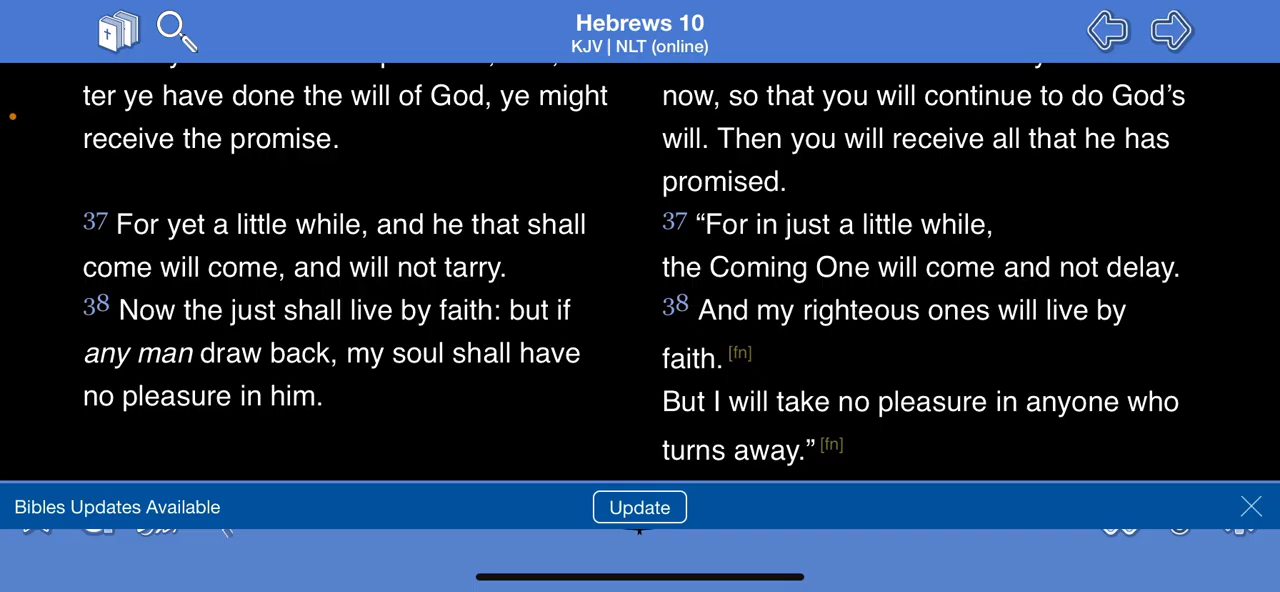 Hebrews 10
KJV | NLT (online)
ter ye have done the will of God, ye might
receive the promise.
37 For yet a little while, and he that shall
come will come, and will not tarry.
38 Now the just shall live by faith: but if
any man draw back, my soul shall have
no pleasure in him.
now, so that you will continue to do God’s
will. Then you will receive all that he has
promised.
37 “For in just a little while,
the Coming One will come and not delay.
38 And my righteous ones will live by
faith. [fn]
But I will take no pleasure in anyone who
turns away.” [fn]
Bibles Updates Available
Update